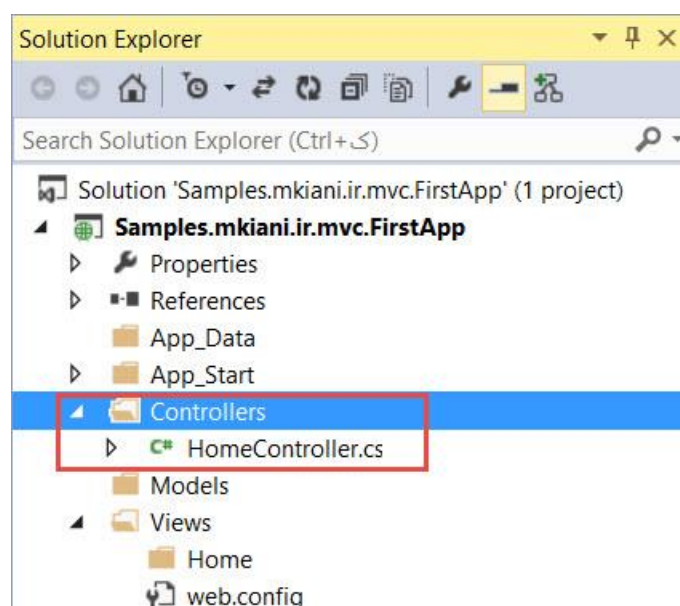 Solution Explorer
Search Solution Explorer (Ctrl+ک)
Solution 'Samples.mkiani.ir.mvc.FirstApp' (1 project)
Samples.mkiani.ir.mvc.FirstApp
Properties
References
App_Data
App_Start
Controllers
C# HomeController.cs
Models
Views
Home
web.config